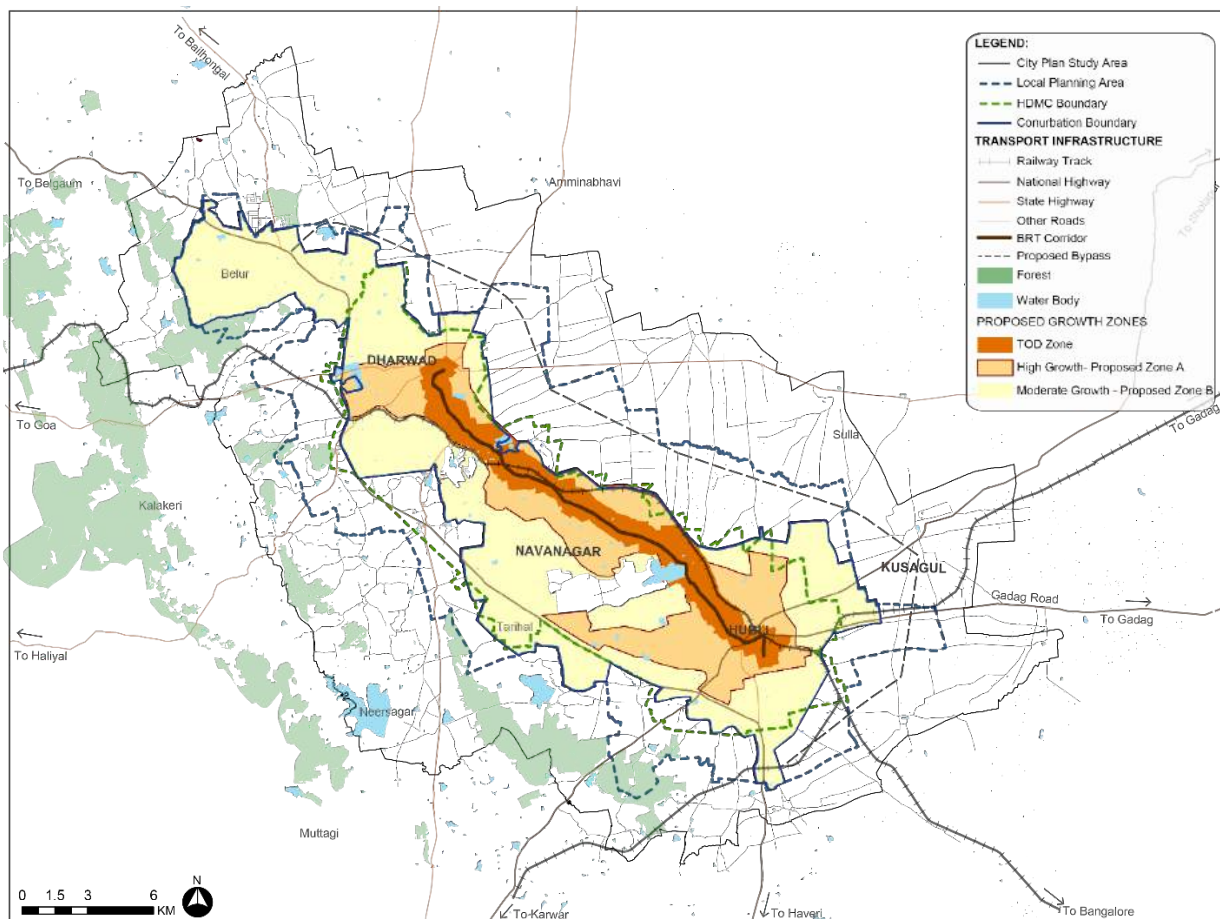 To Bailhongal
LEGEND:
City Plan Study Area
Local Planning Area
HDMC Boundary
Conurbation Boundary
TRANSPORT INFRASTRUCTURE
Railway Track
National Highway
State Highway
Other Roads
BRT Corridor
Proposed Bypass
Forest
Water Body
PROPOSED GROWTH ZONES
TOD Zone
High Growth- Proposed Zone A
Moderate Growth - Proposed Zone B
To Belgaum
Amminabhavi
Belur
DHARWAD
To Goa
To Gadag
Sulla
Kalakeri
NAVANAGAR
KUSAGUL
Gadag Road
To Gadag
HUBLI
Tarihal
To Haliyal
Neersagar
Muttagi
N
0 1.5 3 6
KM
To Karwar
To Haveri
To Bangalore